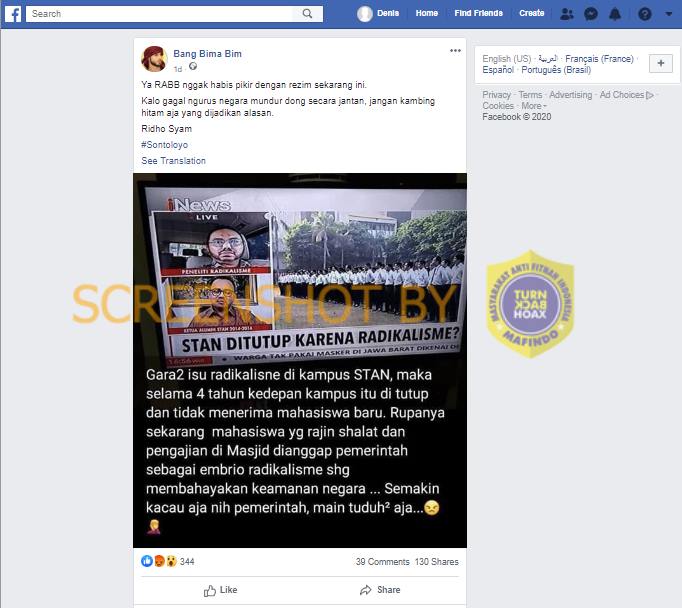 Search
Denis Home Find Friends Create
Bang Bima Bim
1d
Ya RABB nggak habis pikir dengan rezim sekarang ini.
Kalo gagal ngurus negara mundur dong secara jantan, jangan kambing
hitam aja yang dijadikan alasan.
Ridho Syam
#Sontoloyo
See Translation
iNews
LIVE
PENELITI RADIKALISME
KETUA ALUMNI STAN 2014-2016
STAN DITUTUP KARENA RADIKALISME?
14:56 WIB
WARGA TAK PAKAI MASKER DI JAWA BARAT DIKENAI DE
Gara2 isu radikalisne di kampus STAN, maka
selama 4 tahun kedepan kampus itu di tutup
dan tidak menerima mahasiswa baru. Rupanya
sekarang mahasiswa yg rajin shalat dan
pengajian di Masjid dianggap pemerintah
sebagai embrio radikalisme shg
membahayakan keamanan negara ... Semakin
kacau aja nih pemerintah, main tuduh² aja...😒
🤦
344 39 Comments 130 Shares
Like Share
English (US) · العربية · Français (France) ·
Español · Português (Brasil)
Privacy · Terms · Advertising · Ad Choices ·
Cookies · More
Facebook © 2020
SCREENSHOT BY
MASYARAKAT ANTI FITNAH INDONESIA
TURN
BACK
HOAX
MAFINDO